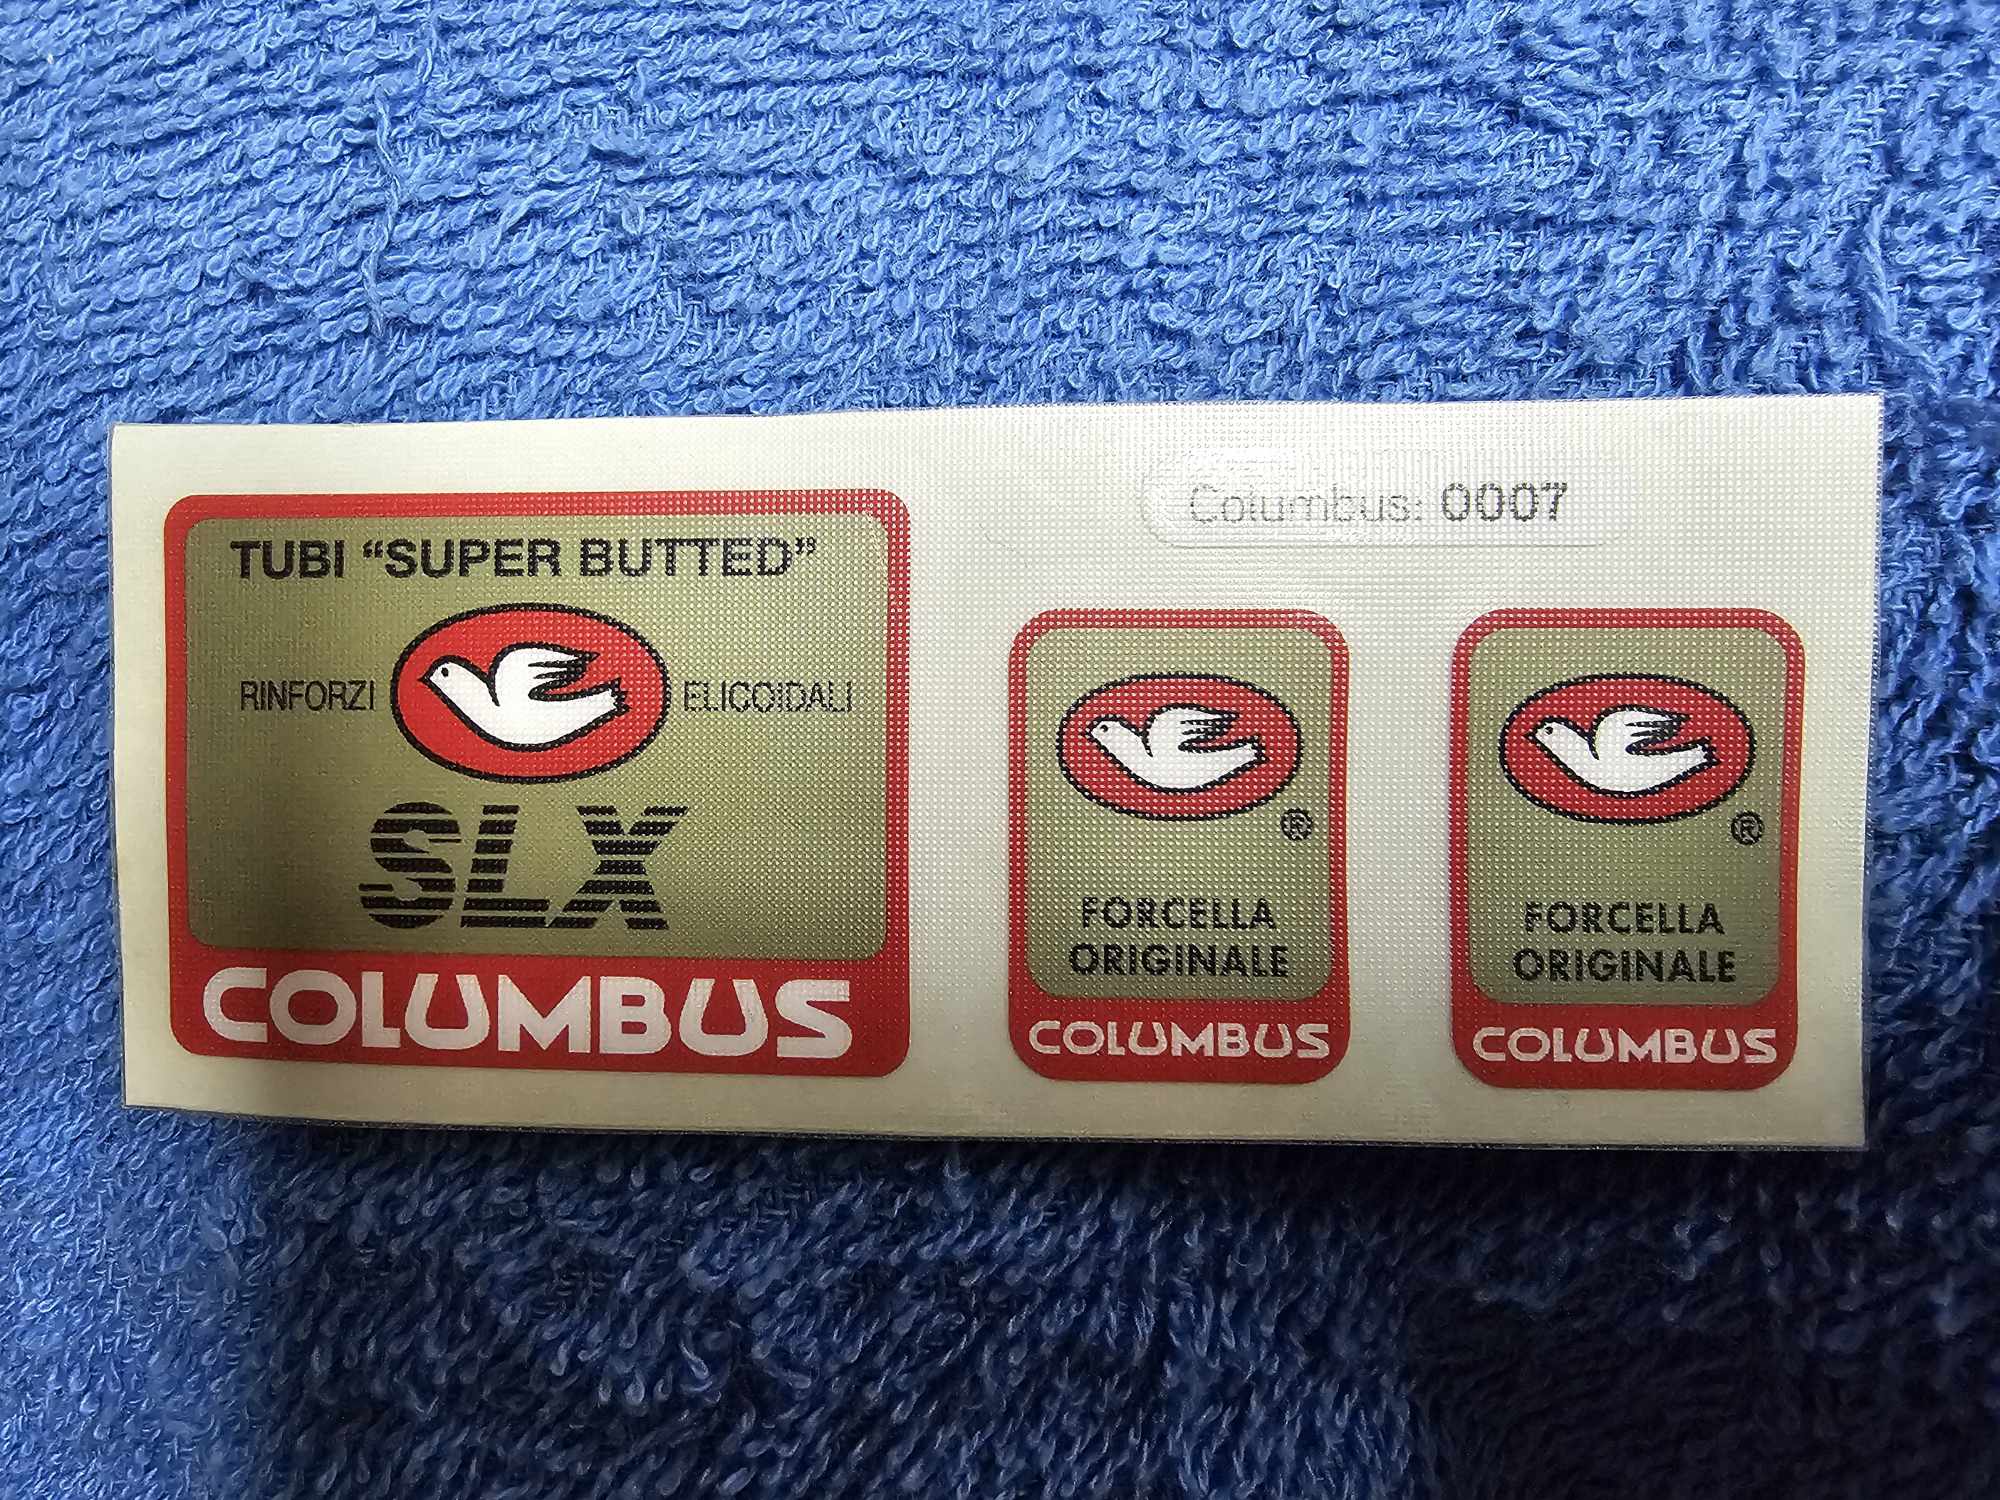 TUBI “SUPER BUTTED”
RINFORZI ELICOIDALI
SLX
COLUMBUS
Columbus: 0007
®
FORCELLA
ORIGINALE
COLUMBUS
®
FORCELLA
ORIGINALE
COLUMBUS